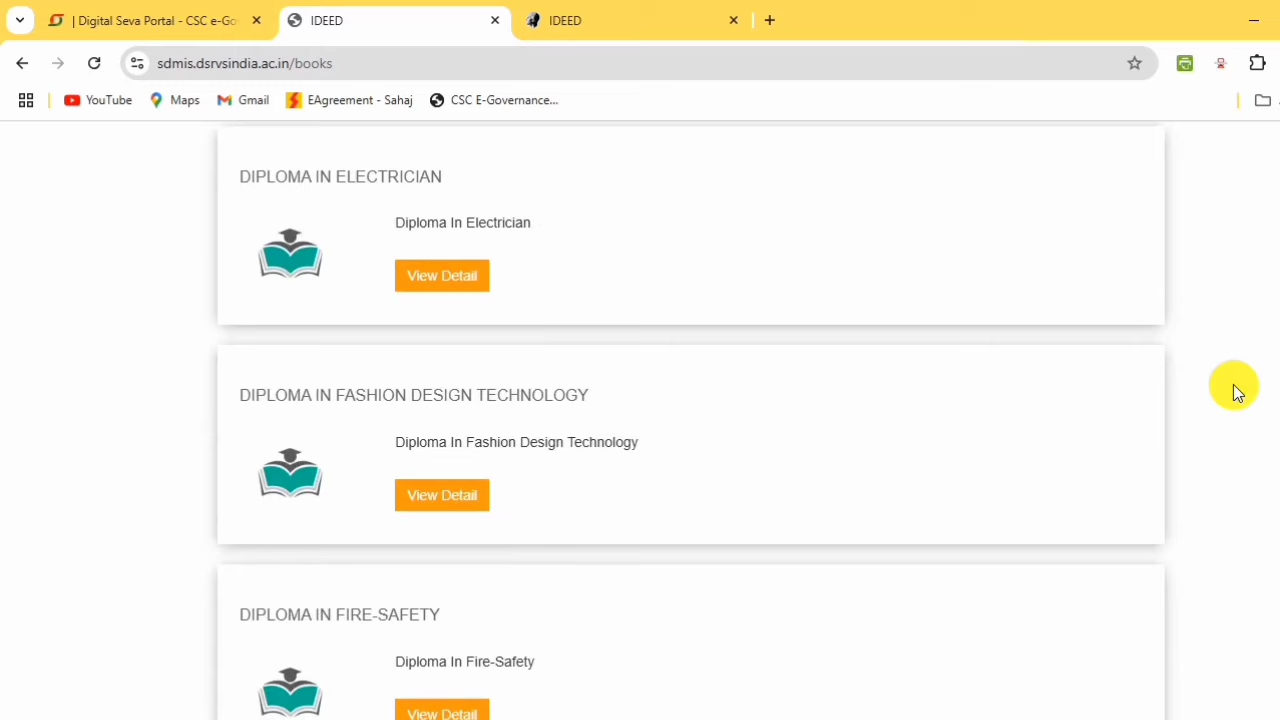 | Digital Seva Portal - CSC e-Go
IDEED
IDEED
sdmis.dsrvsindia.ac.in/books
YouTube
Maps
Gmail
EAgreement - Sahaj
CSC E-Governance...
DIPLOMA IN ELECTRICIAN
Diploma In Electrician
View Detail
DIPLOMA IN FASHION DESIGN TECHNOLOGY
Diploma In Fashion Design Technology
View Detail
DIPLOMA IN FIRE-SAFETY
Diploma In Fire-Safety
View Detail